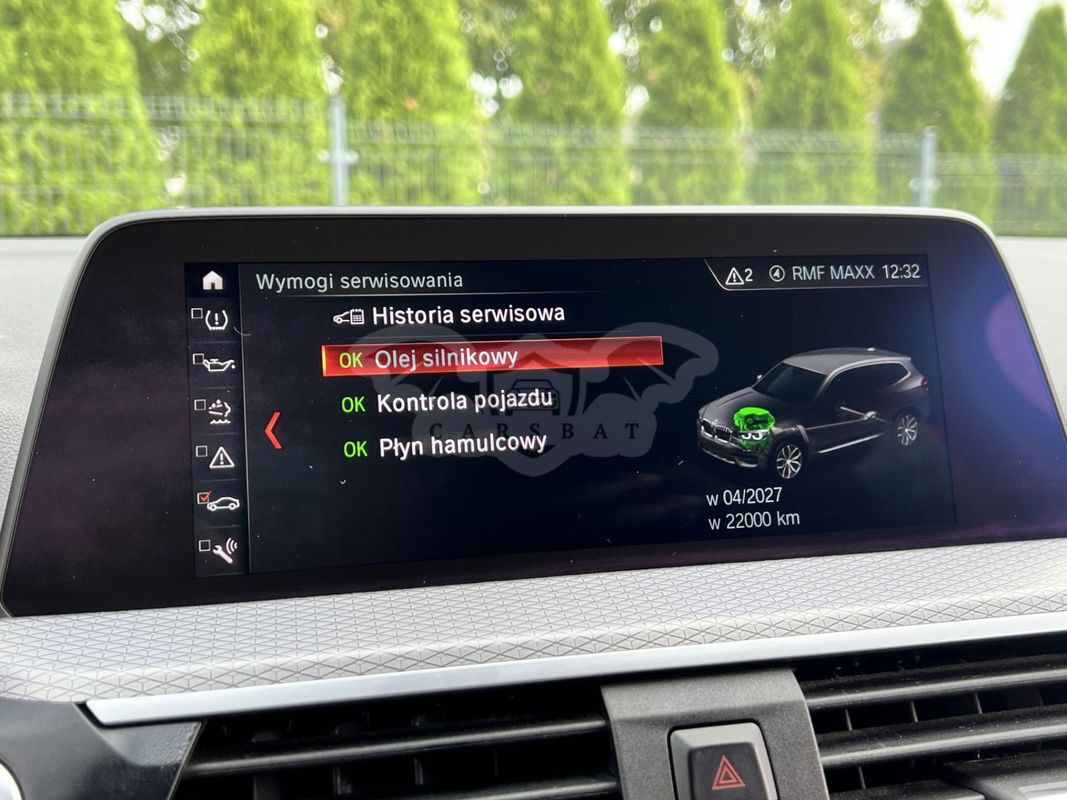 Wymogi serwisowania
2
4
RMF MAXX 12:32
Historia serwisowa
OK Olej silnikowy
OK Kontrola pojazdu
OK Płyn hamulcowy
CARSBAT
w 04/2027
w 22000 km